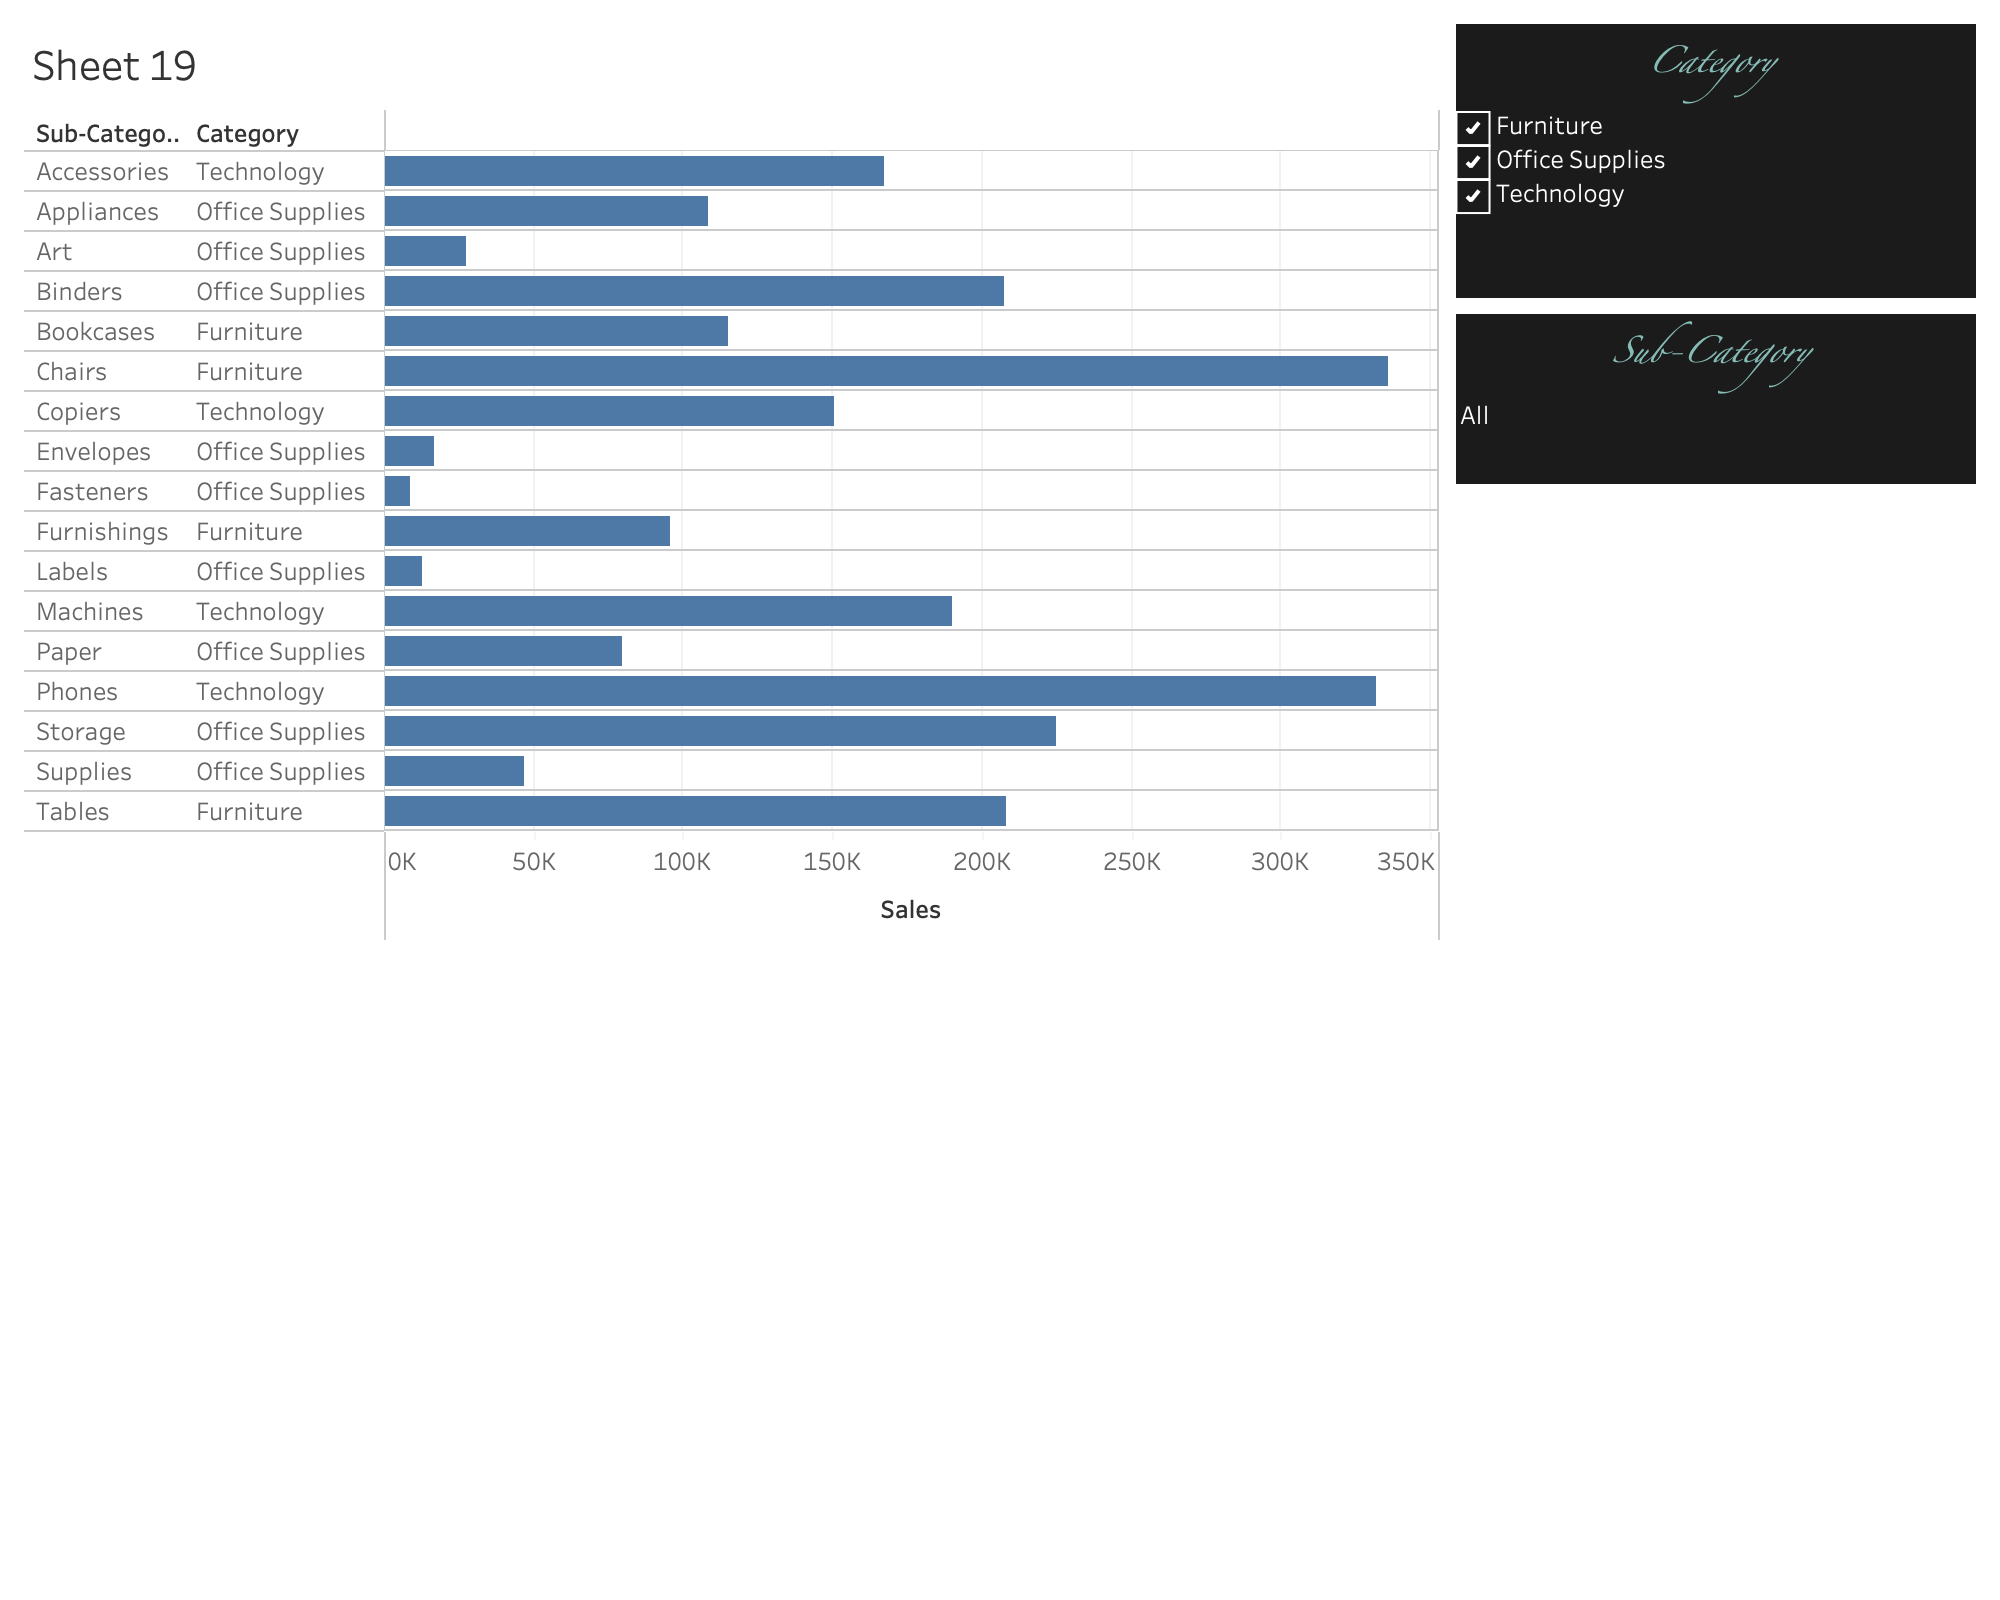 Sheet 19
Sub-Catego.. Category
Accessories Technology
Appliances Office Supplies
Art Office Supplies
Binders Office Supplies
Bookcases Furniture
Chairs Furniture
Copiers Technology
Envelopes Office Supplies
Fasteners Office Supplies
Furnishings Furniture
Labels Office Supplies
Machines Technology
Paper Office Supplies
Phones Technology
Storage Office Supplies
Supplies Office Supplies
Tables Furniture
0K 50K 100K 150K 200K 250K 300K 350K
Sales
Category
Furniture
Office Supplies
Technology
Sub-Category
All